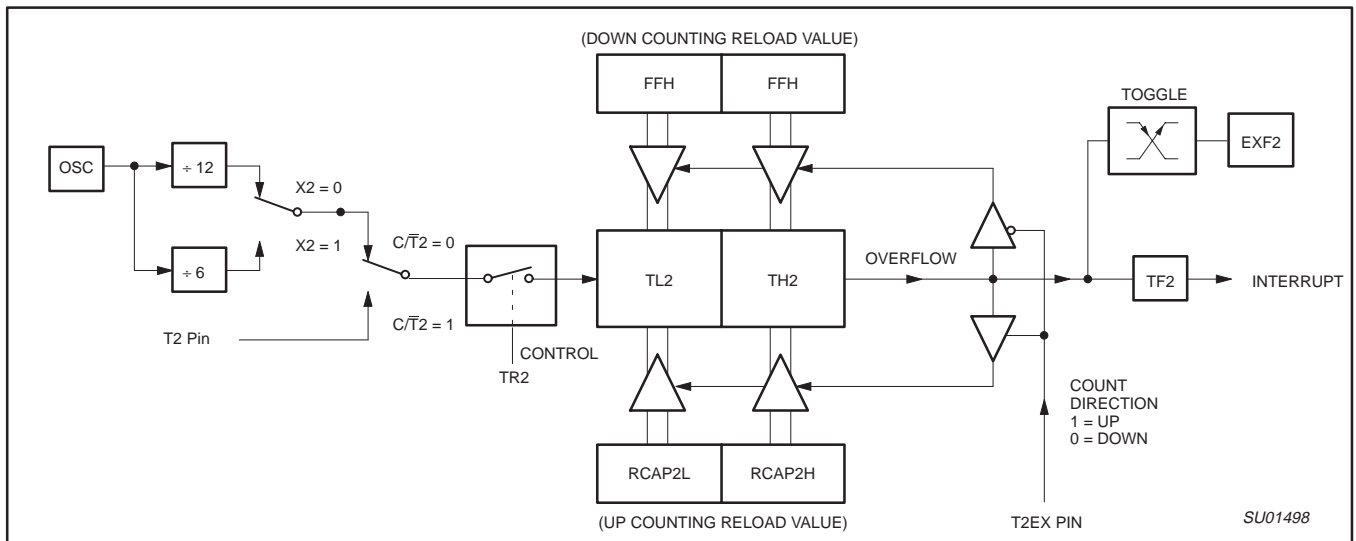 (DOWN COUNTING RELOAD VALUE)
FFH FFH
TOGGLE
OSC
÷ 12
EXF2
X2 = 0
X2 = 1
C/T̅2 = 0
÷ 6
TL2 TH2
OVERFLOW
TF2
INTERRUPT
C/T̅2 = 1
T2 Pin
CONTROL
TR2
COUNT
DIRECTION
1 = UP
0 = DOWN
RCAP2L RCAP2H
(UP COUNTING RELOAD VALUE)
T2EX PIN
SU01498